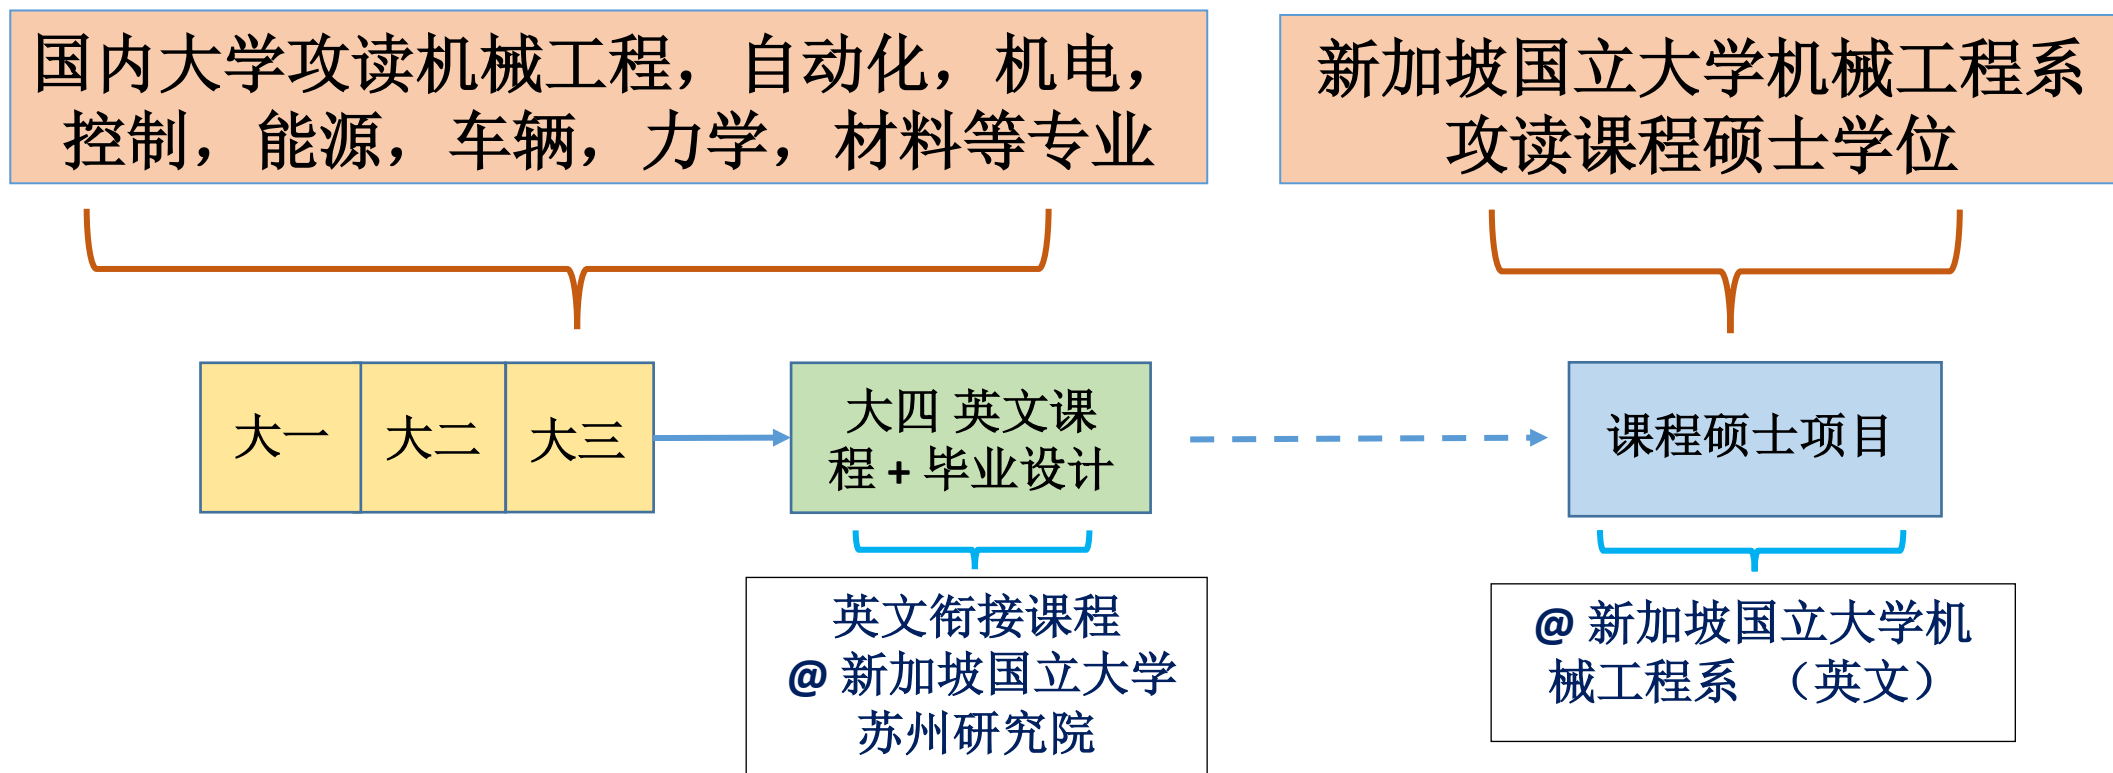 国内大学攻读机械工程，自动化，机电，
控制，能源，车辆，力学，材料等专业
新加坡国立大学机械工程系
攻读课程硕士学位
大一
大二
大三
大四 英文课
程 + 毕业设计
课程硕士项目
英文衔接课程
@ 新加坡国立大学
苏州研究院
@ 新加坡国立大学机
械工程系 （英文）